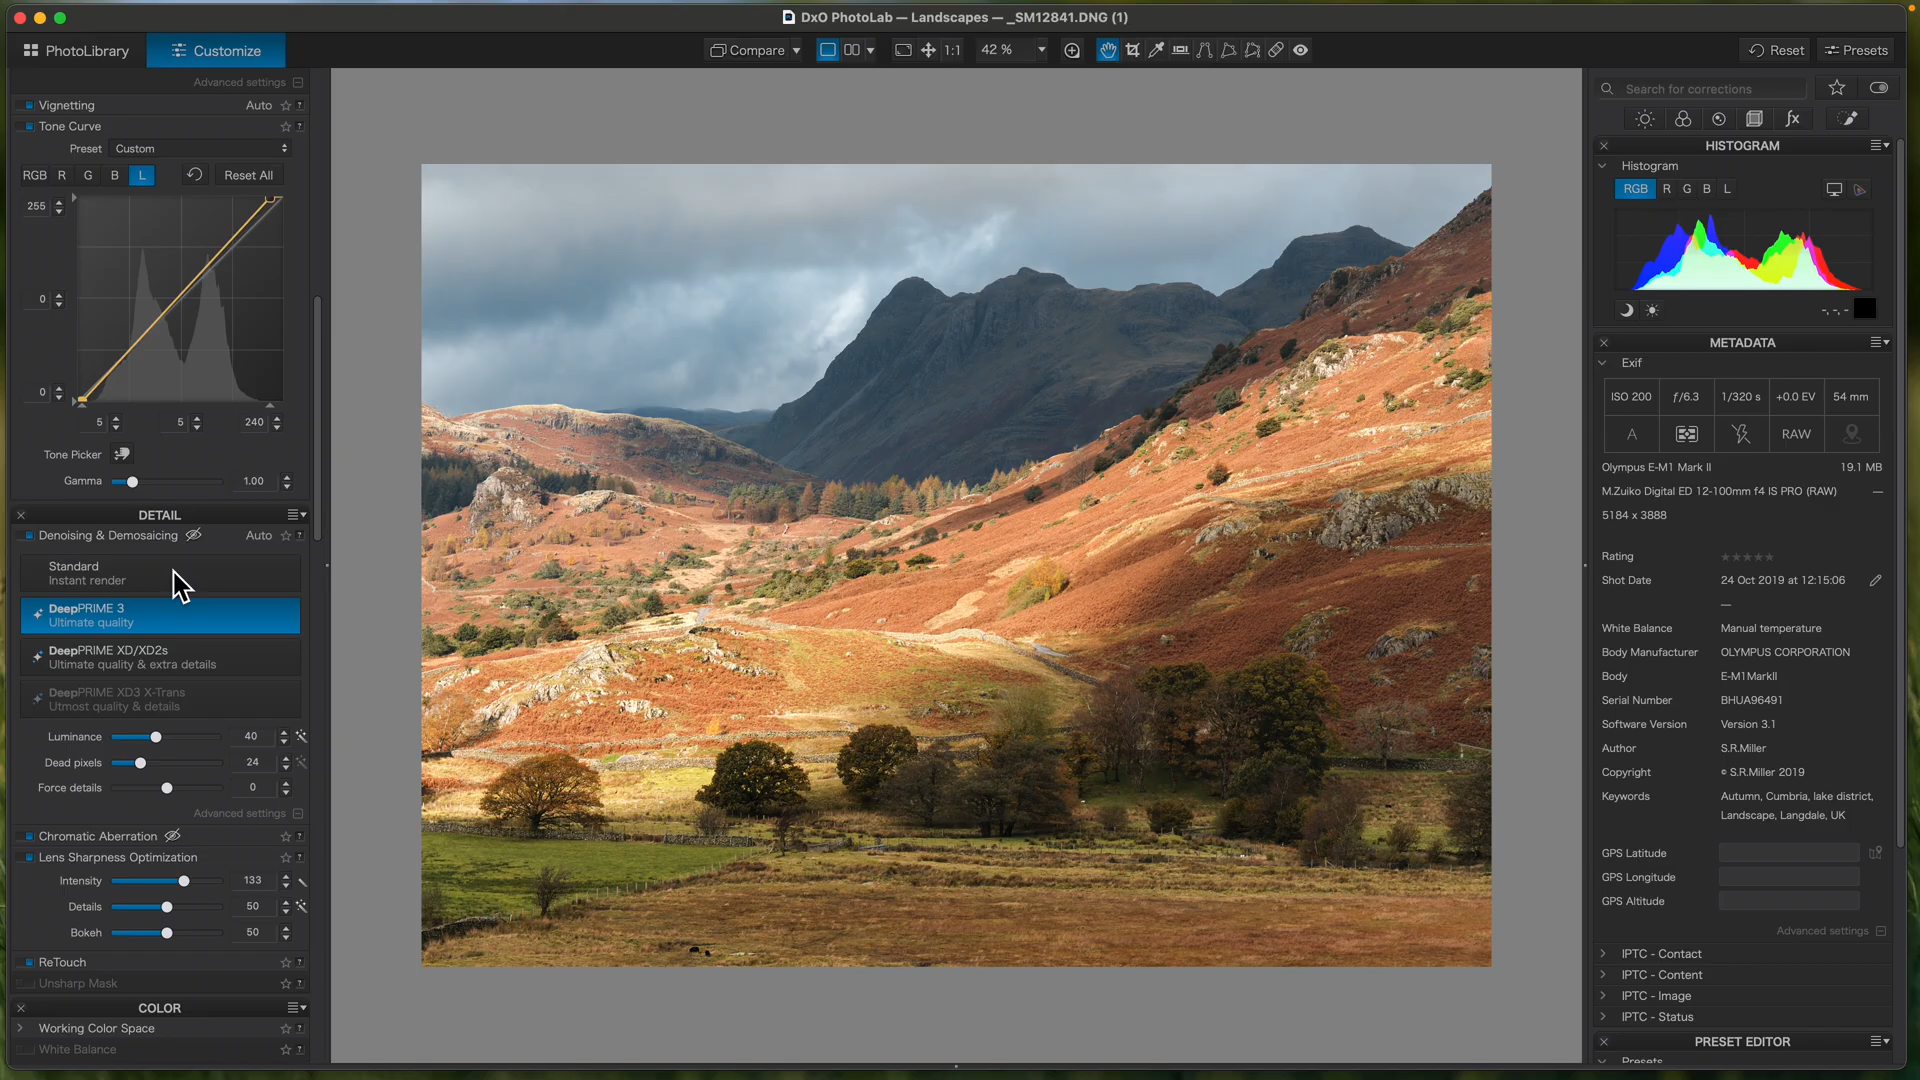 DxO PhotoLab — Landscapes — _SM12841.DNG (1)
PhotoLibrary
Customize
Compare
1:1
42 %
Reset
Presets
Advanced settings
Vignetting Auto
Tone Curve
Preset Custom
RGB R G B L Reset All
255
0
0
5 5 240
Tone Picker
Gamma 1.00
DETAIL
Denoising & Demosaicing Auto
Standard
Instant render
DeepPRIME 3
Ultimate quality
DeepPRIME XD/XD2s
Ultimate quality & extra details
DeepPRIME XD3 X-Trans
Utmost quality & details
Luminance 40
Dead pixels 24
Force details 0
Advanced settings
Chromatic Aberration
Lens Sharpness Optimization
Intensity 133
Details 50
Bokeh 50
ReTouch
Unsharp Mask
COLOR
Working Color Space
White Balance
Search for corrections
fx
HISTOGRAM
Histogram
RGB R G B L
-, -, -
METADATA
Exif
ISO 200 ƒ/6.3 1/320 s +0.0 EV 54 mm
A RAW
Olympus E-M1 Mark II 19.1 MB
M.Zuiko Digital ED 12-100mm f4 IS PRO (RAW) —
5184 x 3888
Rating ★★★★★
Shot Date 24 Oct 2019 at 12:15:06
—
White Balance Manual temperature
Body Manufacturer OLYMPUS CORPORATION
Body E-M1MarkII
Serial Number BHUA96491
Software Version Version 3.1
Author S.R.Miller
Copyright © S.R.Miller 2019
Keywords Autumn, Cumbria, lake district,
Landscape, Langdale, UK
GPS Latitude
GPS Longitude
GPS Altitude
Advanced settings
IPTC - Contact
IPTC - Content
IPTC - Image
IPTC - Status
PRESET EDITOR
Presets